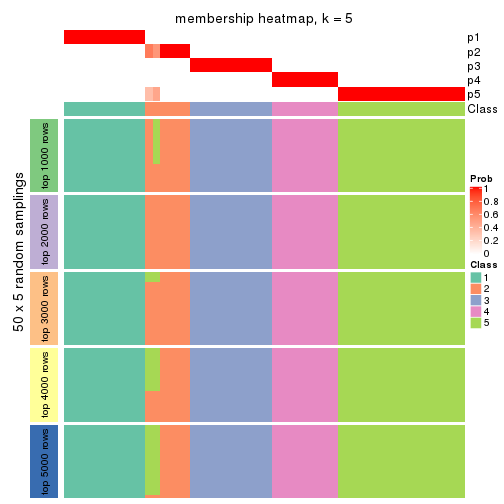 membership heatmap, k = 5
p1
p2
p3
p4
p5
Class
50 x 5 random samplings
top 1000 rows
top 2000 rows
top 3000 rows
top 4000 rows
top 5000 rows
Prob
1
0.8
0.6
0.4
0.2
0
Class
1
2
3
4
5